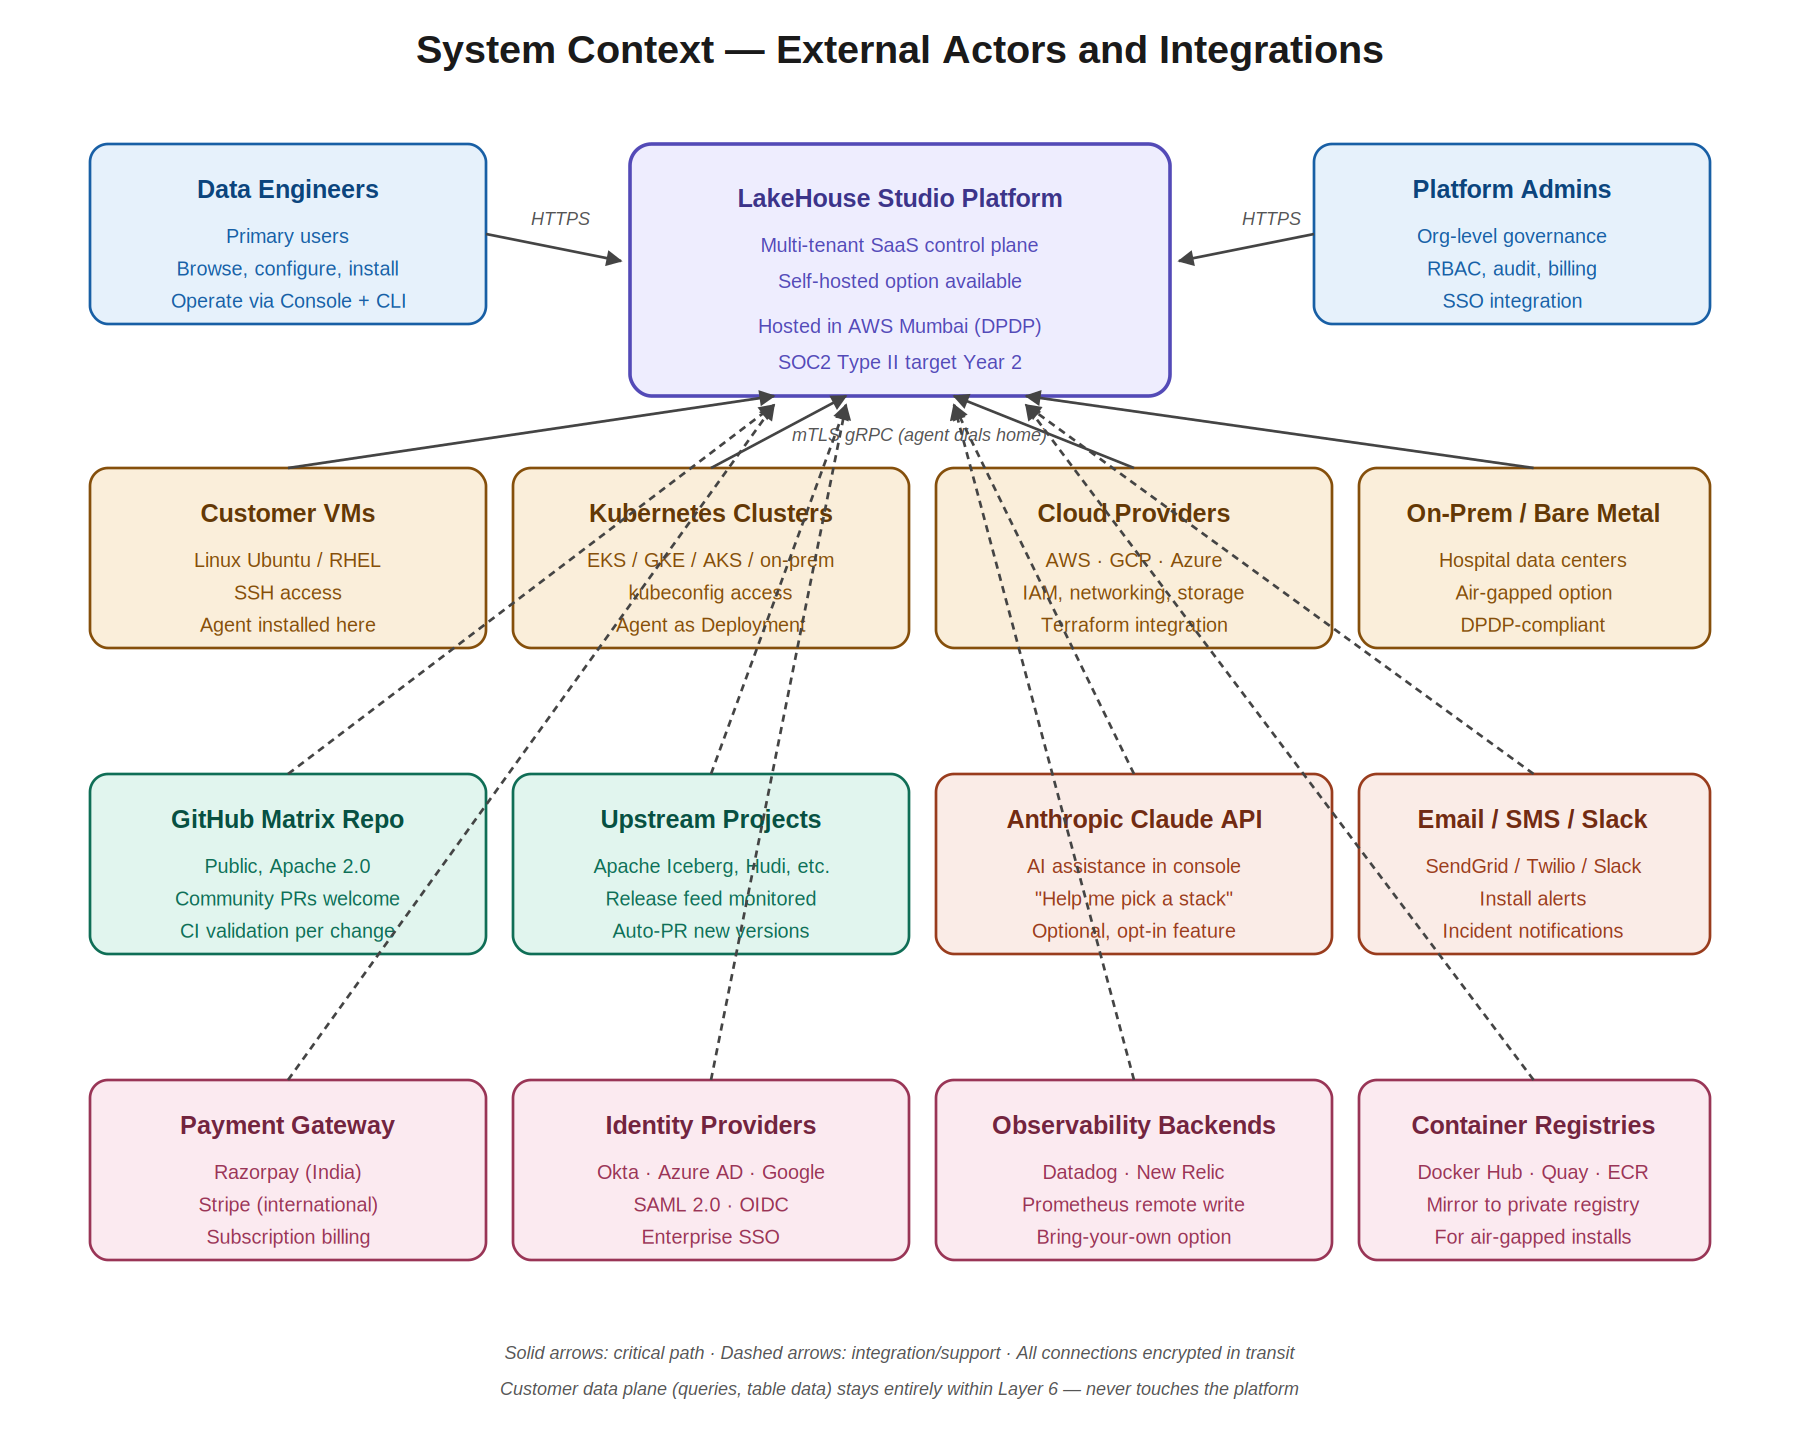 System Context — External Actors and Integrations
Data Engineers
Primary users
Browse, configure, install
Operate via Console + CLI
HTTPS
LakeHouse Studio Platform
Multi-tenant SaaS control plane
Self-hosted option available
Hosted in AWS Mumbai (DPDP)
SOC2 Type II target Year 2
HTTPS
Platform Admins
Org-level governance
RBAC, audit, billing
SSO integration
mTLS gRPC (agent dials home)
Customer VMs
Linux Ubuntu / RHEL
SSH access
Agent installed here
Kubernetes Clusters
EKS / GKE / AKS / on-prem
kubeconfig access
Agent as Deployment
Cloud Providers
AWS · GCP · Azure
IAM, networking, storage
Terraform integration
On-Prem / Bare Metal
Hospital data centers
Air-gapped option
DPDP-compliant
GitHub Matrix Repo
Public, Apache 2.0
Community PRs welcome
CI validation per change
Upstream Projects
Apache Iceberg, Hudi, etc.
Release feed monitored
Auto-PR new versions
Anthropic Claude API
AI assistance in console
"Help me pick a stack"
Optional, opt-in feature
Email / SMS / Slack
SendGrid / Twilio / Slack
Install alerts
Incident notifications
Payment Gateway
Razorpay (India)
Stripe (international)
Subscription billing
Identity Providers
Okta · Azure AD · Google
SAML 2.0 · OIDC
Enterprise SSO
Observability Backends
Datadog · New Relic
Prometheus remote write
Bring-your-own option
Container Registries
Docker Hub · Quay · ECR
Mirror to private registry
For air-gapped installs
Solid arrows: critical path · Dashed arrows: integration/support · All connections encrypted in transit
Customer data plane (queries, table data) stays entirely within Layer 6 — never touches the platform